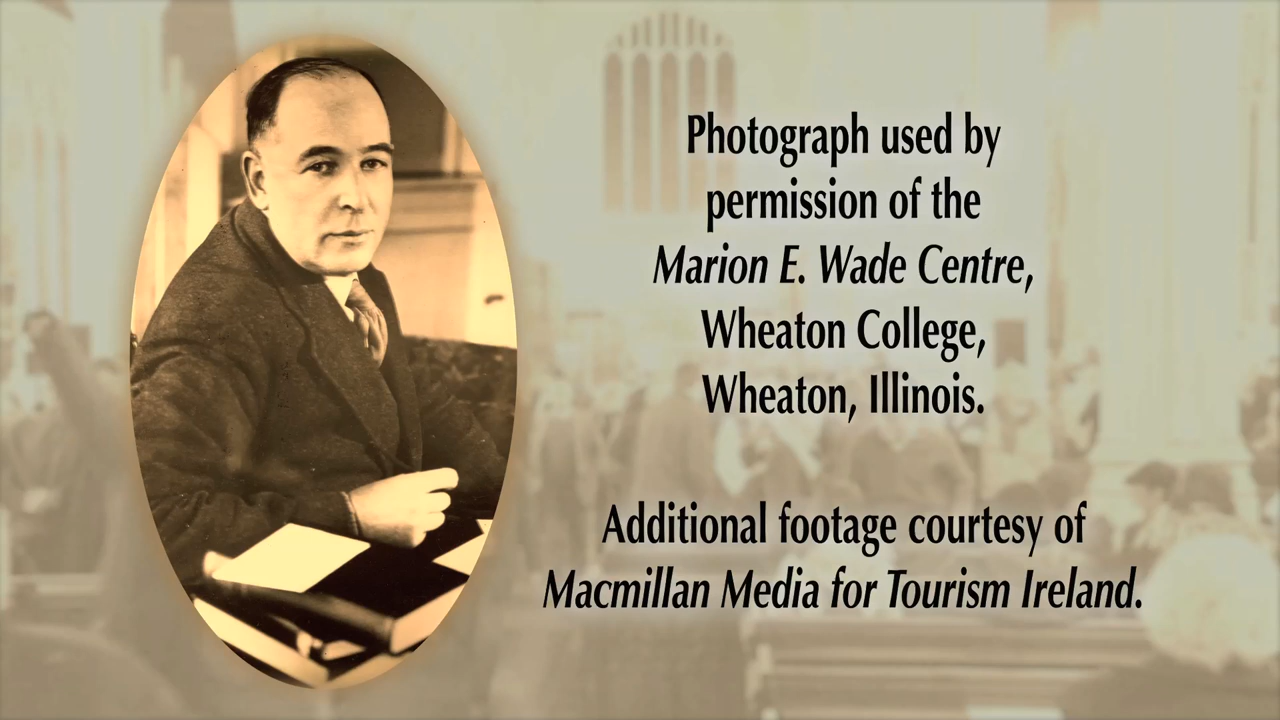 Photograph used by
permission of the
Marion E. Wade Centre,
Wheaton College,
Wheaton, Illinois.
Additional footage courtesy of
Macmillan Media for Tourism Ireland.